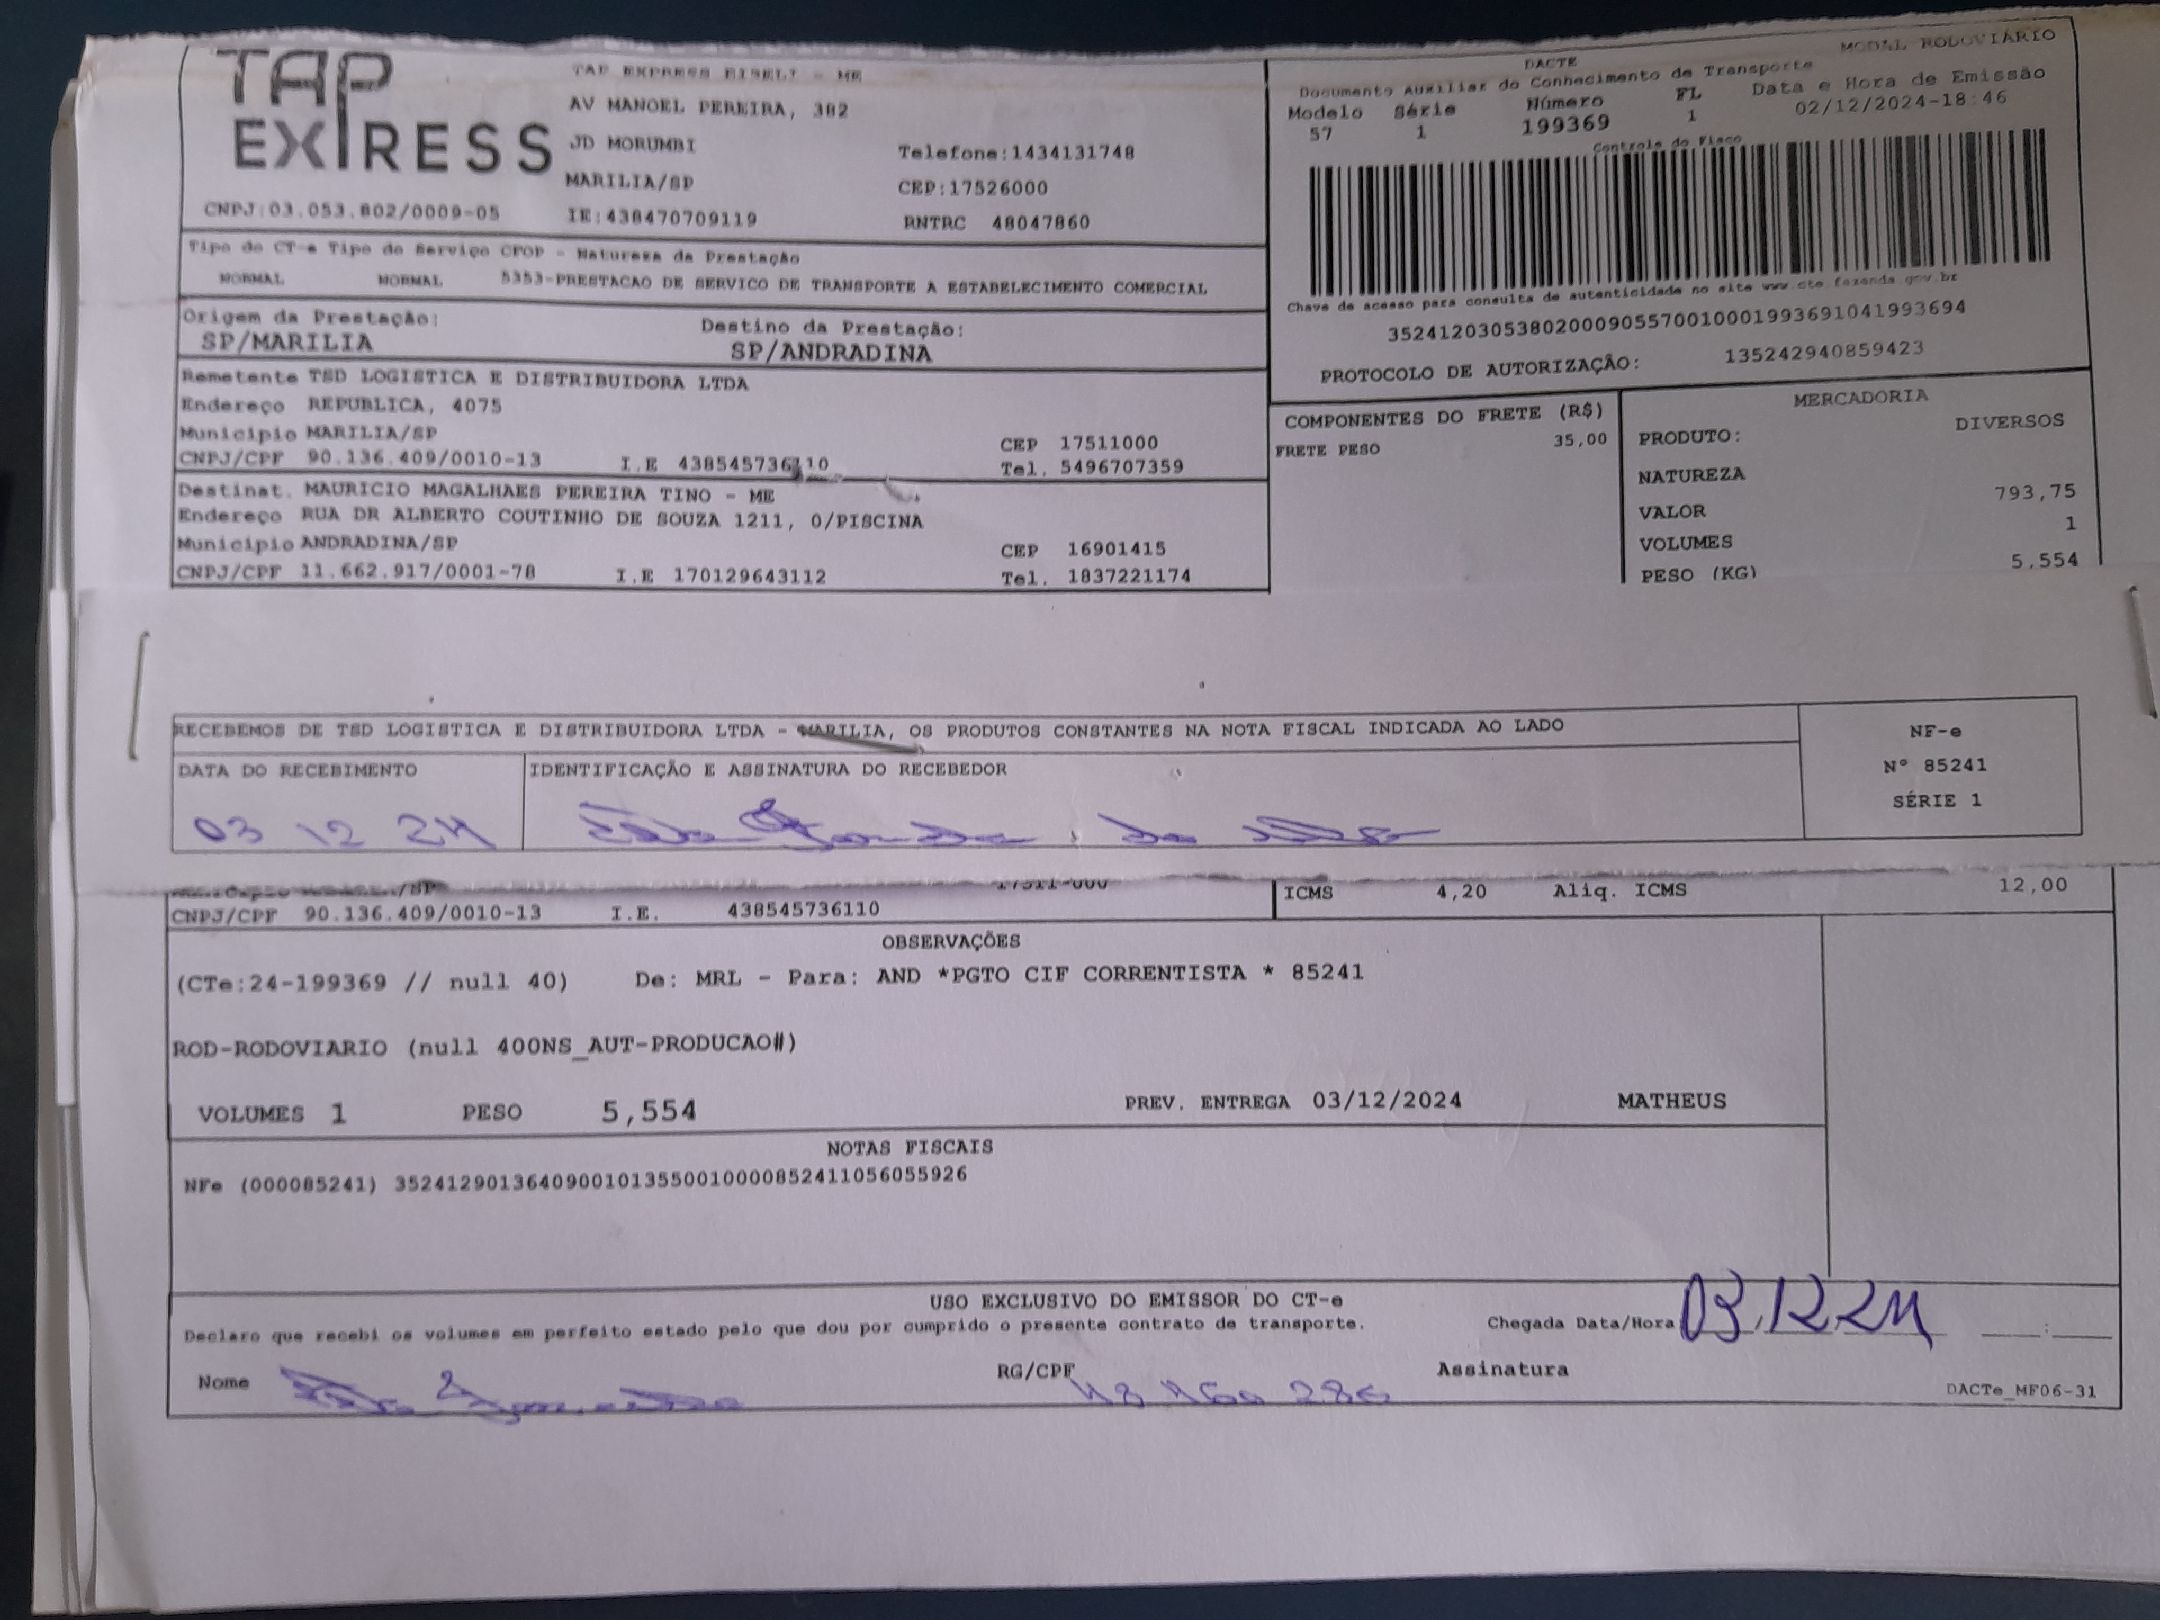 TAP EXPRESS
TAP EXPRESS EIRELI - ME
AV MANOEL PEREIRA, 382
JD MORUMBI
Telefone:1434131748
MARILIA/SP
CEP:17526000
CNPJ:03.053.802/0009-05 IE:438470709119 RNTRC 48047860
Tipo do CT-e Tipo do Serviço CFOP - Natureza da Prestação
NORMAL NORMAL 5353-PRESTACAO DE SERVICO DE TRANSPORTE A ESTABELECIMENTO COMERCIAL
Origem da Prestação: Destino da Prestação:
SP/MARILIA SP/ANDRADINA
Remetente TSD LOGISTICA E DISTRIBUIDORA LTDA
Endereço REPUBLICA, 4075
Municipio MARILIA/SP CEP 17511000
CNPJ/CPF 90.136.409/0010-13 I.E 438545736110 Tel. 5496707359
Destinat. MAURICIO MAGALHAES PEREIRA TINO - ME
Endereço RUA DR ALBERTO COUTINHO DE SOUZA 1211, 0/PISCINA
Municipio ANDRADINA/SP CEP 16901415
CNPJ/CPF 11.662.917/0001-78 I.E 170129643112 Tel. 1837221174
MODAL RODOVIÁRIO
DACTE
Documento Auxiliar do Conhecimento de Transporte
Modelo Série Número FL Data e Hora de Emissão
57 1 199369 1 02/12/2024-18:46
Controle do Fisco
Chave de acesso para consulta de autenticidade no site www.cte.fazenda.gov.br
35241203053802000905570010001993691041993694
PROTOCOLO DE AUTORIZAÇÃO: 135242940859423
COMPONENTES DO FRETE (R$)
FRETE PESO 35,00
MERCADORIA
PRODUTO: DIVERSOS
NATUREZA
VALOR 793,75
VOLUMES 1
PESO (KG) 5,554
RECEBEMOS DE TSD LOGISTICA E DISTRIBUIDORA LTDA - MARILIA, OS PRODUTOS CONSTANTES NA NOTA FISCAL INDICADA AO LADO
DATA DO RECEBIMENTO IDENTIFICAÇÃO E ASSINATURA DO RECEBEDOR
03 12 24
NF-e
N° 85241
SÉRIE 1
17511-000
CNPJ/CPF 90.136.409/0010-13 I.E. 438545736110
ICMS 4,20 Aliq. ICMS 12,00
OBSERVAÇÕES
(CTe:24-199369 // null 40) De: MRL - Para: AND *PGTO CIF CORRENTISTA * 85241
ROD-RODOVIARIO (null 400NS_AUT-PRODUCAO#)
VOLUMES 1 PESO 5,554 PREV. ENTREGA 03/12/2024 MATHEUS
NOTAS FISCAIS
NFe (000085241) 35241290136409001013550010000852411056055926
USO EXCLUSIVO DO EMISSOR DO CT-e
Declaro que recebi os volumes em perfeito estado pelo que dou por cumprido o presente contrato de transporte.
Chegada Data/Hora 03,12,24
Nome RG/CPF Assinatura
DACTe_MF06-31